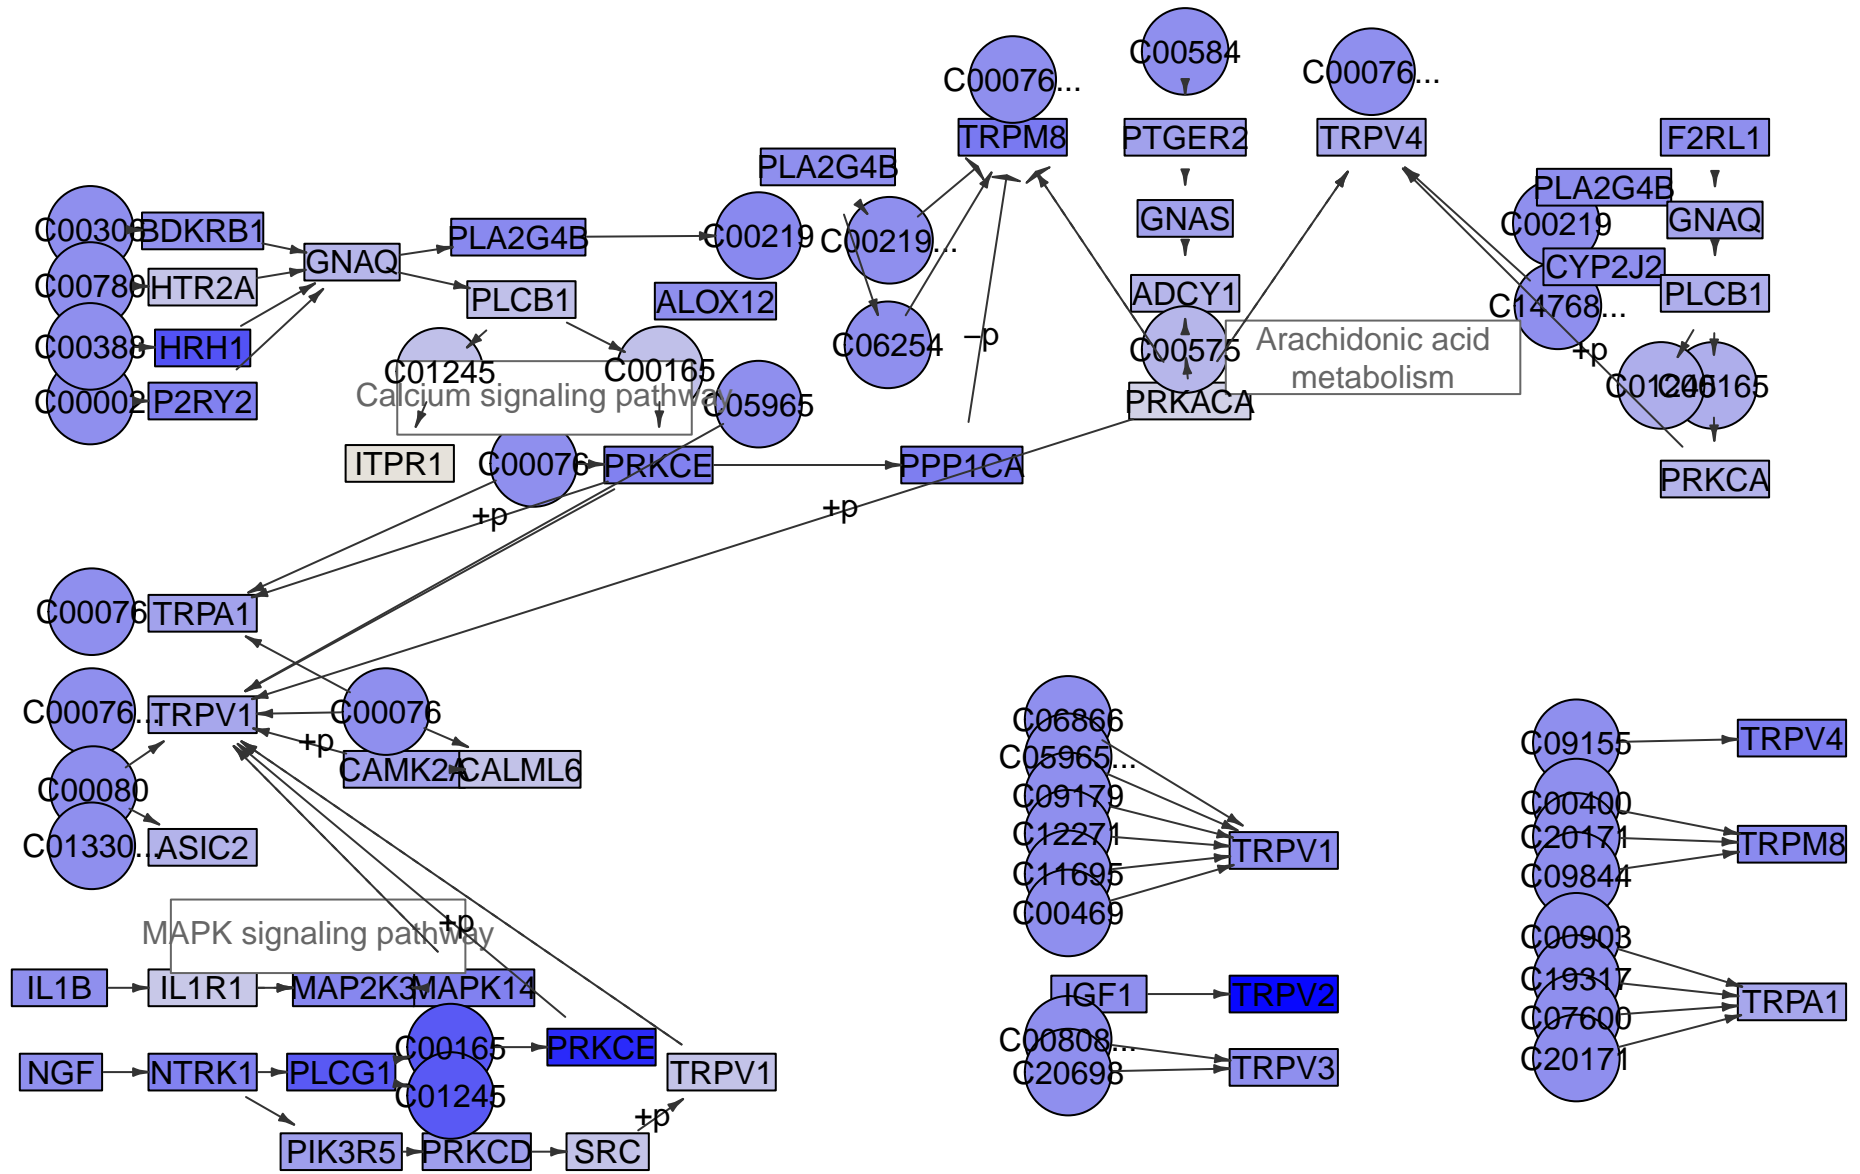 C00584
C00076...
C00076...
TRPM8
PTGER2
TRPV4
F2RL1
PLA2G4B
PLA2G4B
C00219
GNAS
GNAQ
BDKRB1
PLA2G4B
C00219
C00219...
GNAQ
CYP2J2
C00780
HTR2A
PLCB1
ALOX12
ADCY1
PLCB1
C14768...
C00388
HRH1
C06254
–p
C00575
Arachidonic acid
metabolism
+p
C01245
C00165
C00002
P2RY2
Calcium signaling pathway
C05965
PRKACA
ITPR1
C00076
PRKCE
PPP1CA
PRKCA
+p
+p
C00076
TRPA1
C00076...
TRPV1
C00076
+p
CAMK2A
CALML6
C00080
C01330...
ASIC2
C06866
C05965...
C09179
C12271
C11695
C00469
TRPV1
C09155
TRPV4
C00400
C20171
C09844
TRPM8
C00903
C19317
C07600
C20171
TRPA1
MAPK signaling pathway
+p
IL1B
IL1R1
MAP2K3
MAPK14
IGF1
TRPV2
C00808...
C20698
TRPV3
NGF
NTRK1
PLCG1
C00165
C01245
PRKCE
TRPV1
+p
PIK3R5
PRKCD
SRC